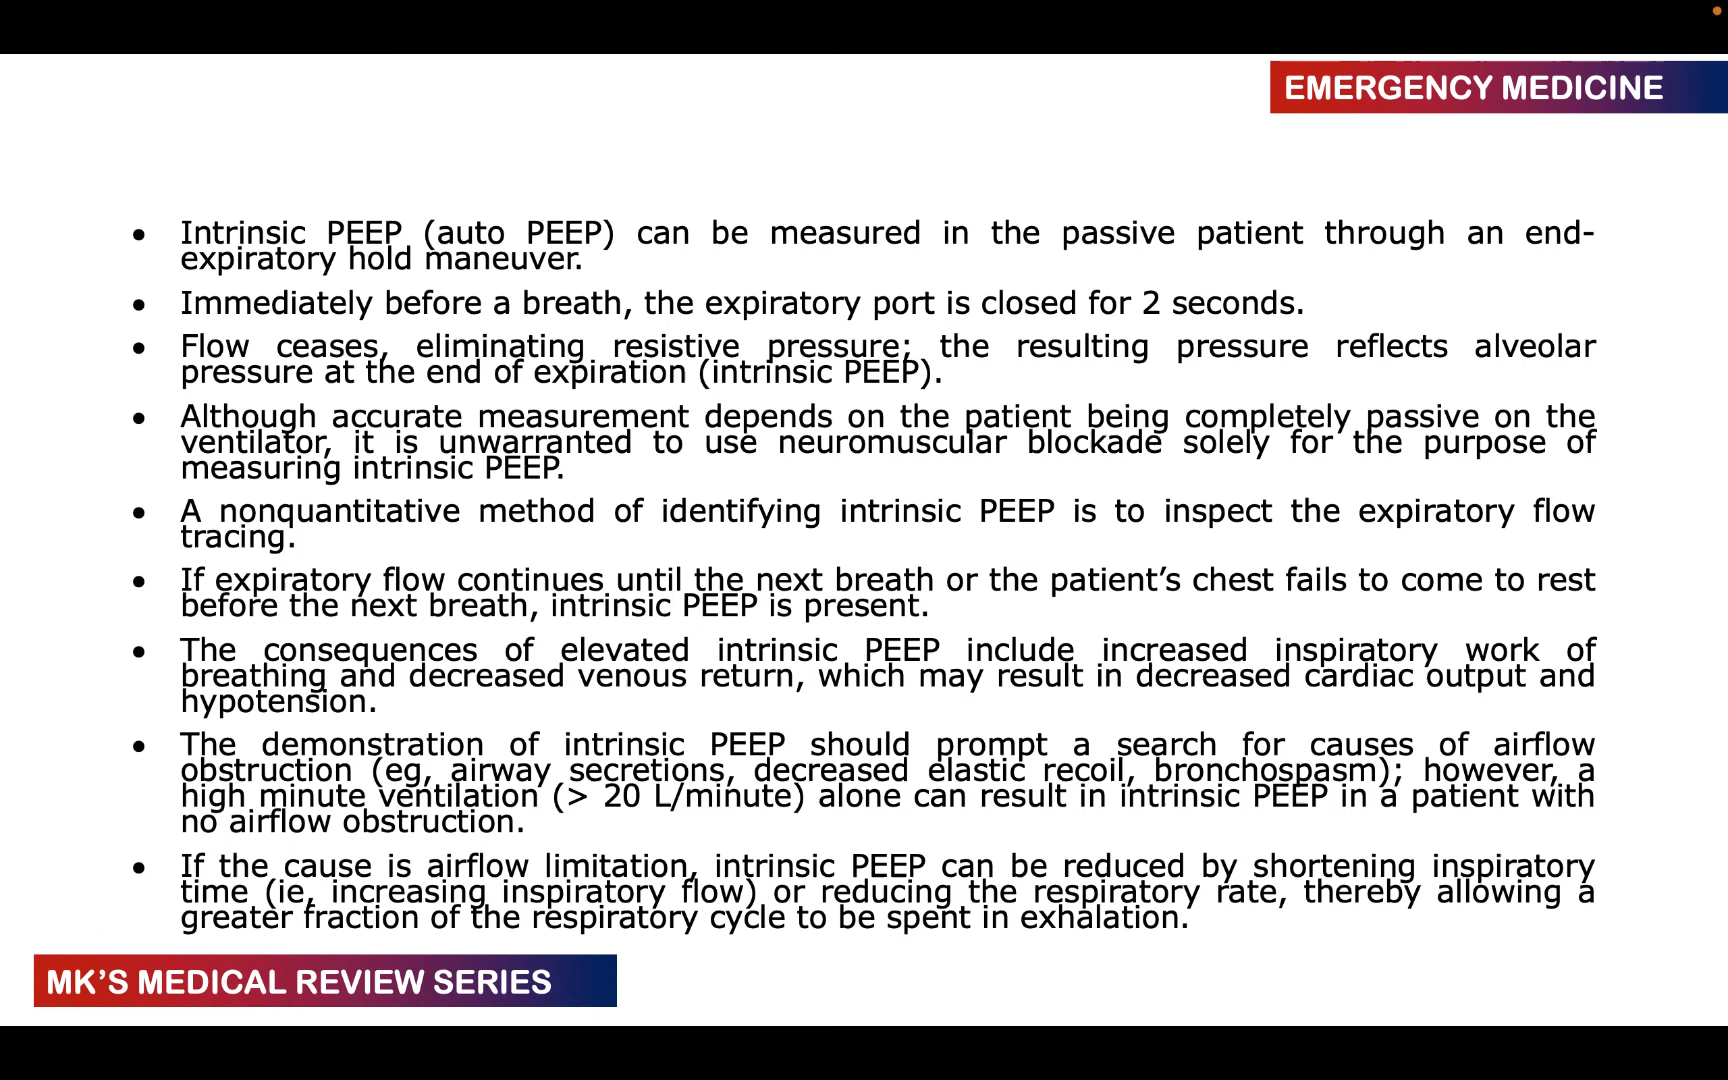 EMERGENCY MEDICINE
• Intrinsic PEEP (auto PEEP) can be measured in the passive patient through an end-
expiratory hold maneuver.
• Immediately before a breath, the expiratory port is closed for 2 seconds.
• Flow ceases, eliminating resistive pressure; the resulting pressure reflects alveolar
pressure at the end of expiration (intrinsic PEEP).
• Although accurate measurement depends on the patient being completely passive on the
ventilator, it is unwarranted to use neuromuscular blockade solely for the purpose of
measuring intrinsic PEEP.
• A nonquantitative method of identifying intrinsic PEEP is to inspect the expiratory flow
tracing.
• If expiratory flow continues until the next breath or the patient’s chest fails to come to rest
before the next breath, intrinsic PEEP is present.
• The consequences of elevated intrinsic PEEP include increased inspiratory work of
breathing and decreased venous return, which may result in decreased cardiac output and
hypotension.
• The demonstration of intrinsic PEEP should prompt a search for causes of airflow
obstruction (eg, airway secretions, decreased elastic recoil, bronchospasm); however, a
high minute ventilation (> 20 L/minute) alone can result in intrinsic PEEP in a patient with
no airflow obstruction.
• If the cause is airflow limitation, intrinsic PEEP can be reduced by shortening inspiratory
time (ie, increasing inspiratory flow) or reducing the respiratory rate, thereby allowing a
greater fraction of the respiratory cycle to be spent in exhalation.
MK’S MEDICAL REVIEW SERIES